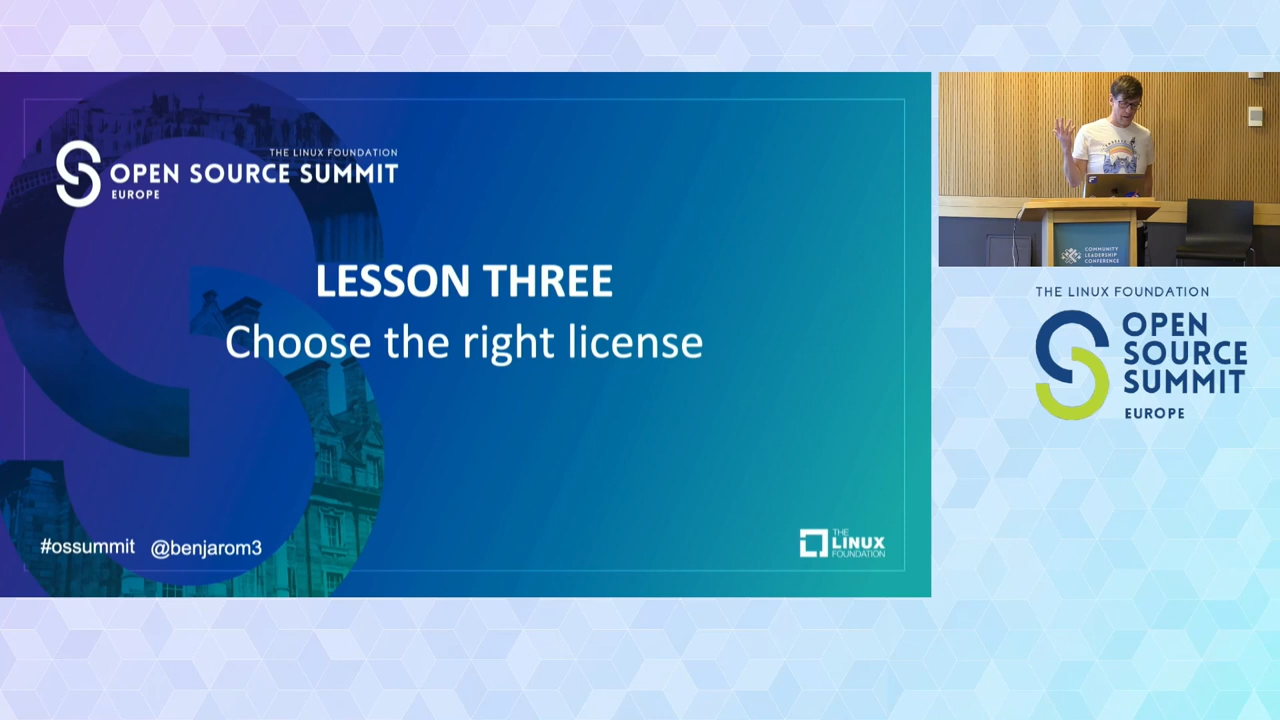 THE LINUX FOUNDATION
OPEN SOURCE SUMMIT
EUROPE
LESSON THREE
Choose the right license
#ossummit @benjarom3
THE
LINUX
FOUNDATION
COMMUNITY
LEADERSHIP
CONFERENCE
THE LINUX FOUNDATION
OPEN
SOURCE
SUMMIT
EUROPE